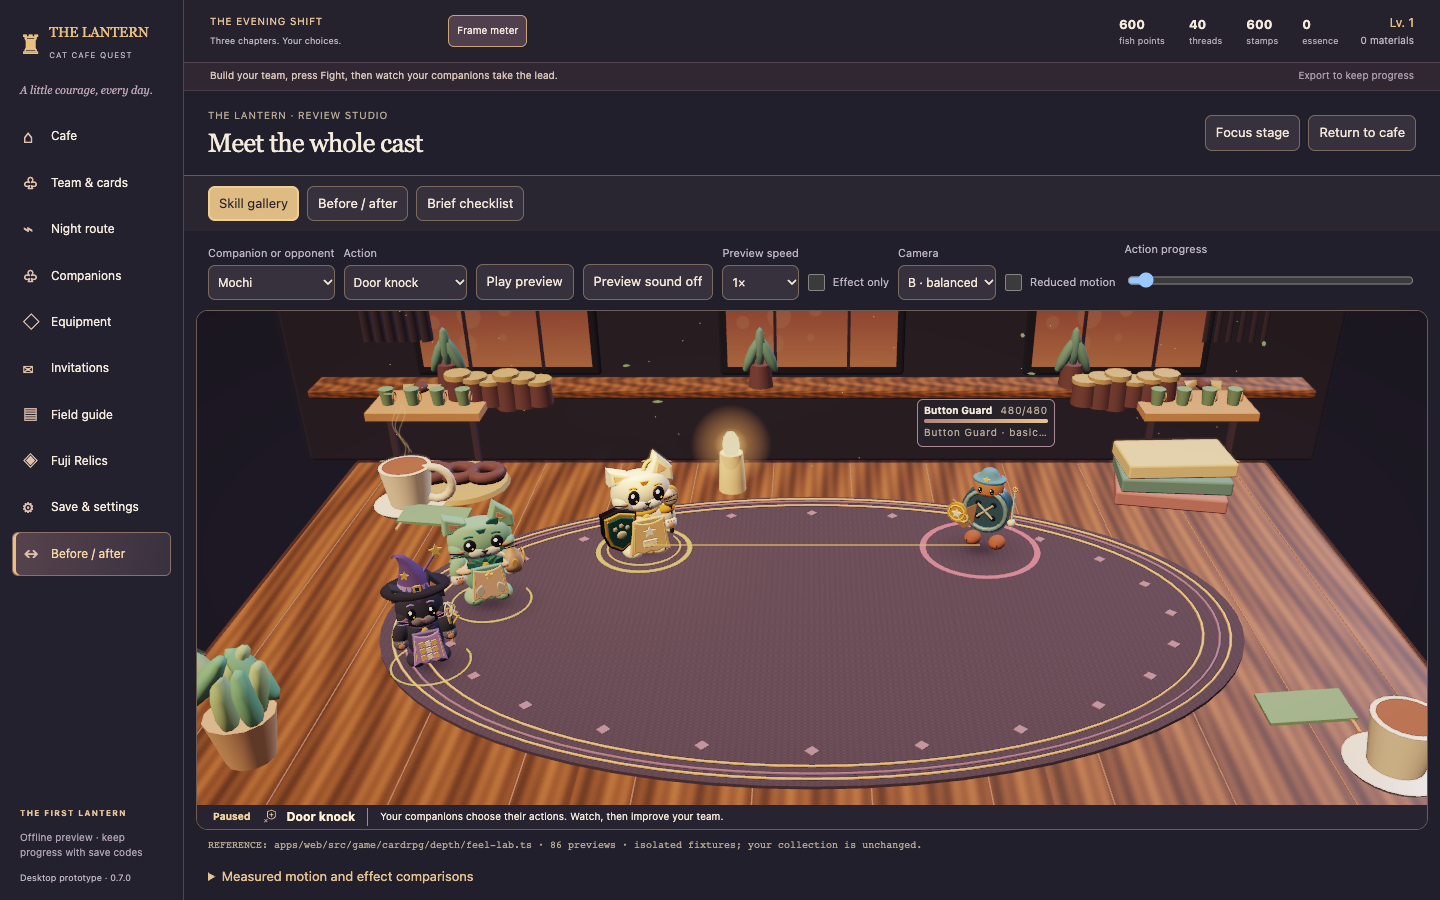 THE LANTERN
CAT CAFE QUEST
A little courage, every day.
Cafe
Team & cards
Night route
Companions
Equipment
Invitations
Field guide
Fuji Relics
Save & settings
Before / after
THE FIRST LANTERN
Offline preview · keep
progress with save codes
Desktop prototype · 0.7.0
THE EVENING SHIFT
Three chapters. Your choices.
Frame meter
600
fish points
40
threads
600
stamps
0
essence
Lv. 1
0 materials
Build your team, press Fight, then watch your companions take the lead.
Export to keep progress
THE LANTERN · REVIEW STUDIO
Meet the whole cast
Focus stage
Return to cafe
Skill gallery
Before / after
Brief checklist
Companion or opponent
Mochi
Action
Door knock
Play preview
Preview sound off
Preview speed
1×
Effect only
Camera
B · balanced
Reduced motion
Action progress
Button Guard 480/480
Button Guard · basic...
Paused
Door knock
Your companions choose their actions. Watch, then improve your team.
REFERENCE: apps/web/src/game/cardrpg/depth/feel-lab.ts · 86 previews · isolated fixtures; your collection is unchanged.
Measured motion and effect comparisons